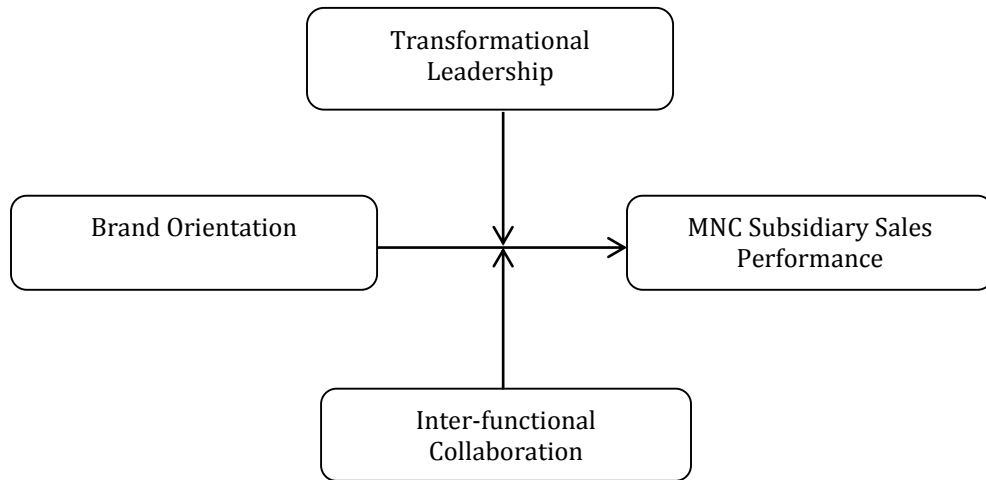 Transformational
Leadership
Brand Orientation
MNC Subsidiary Sales
Performance
Inter-functional
Collaboration